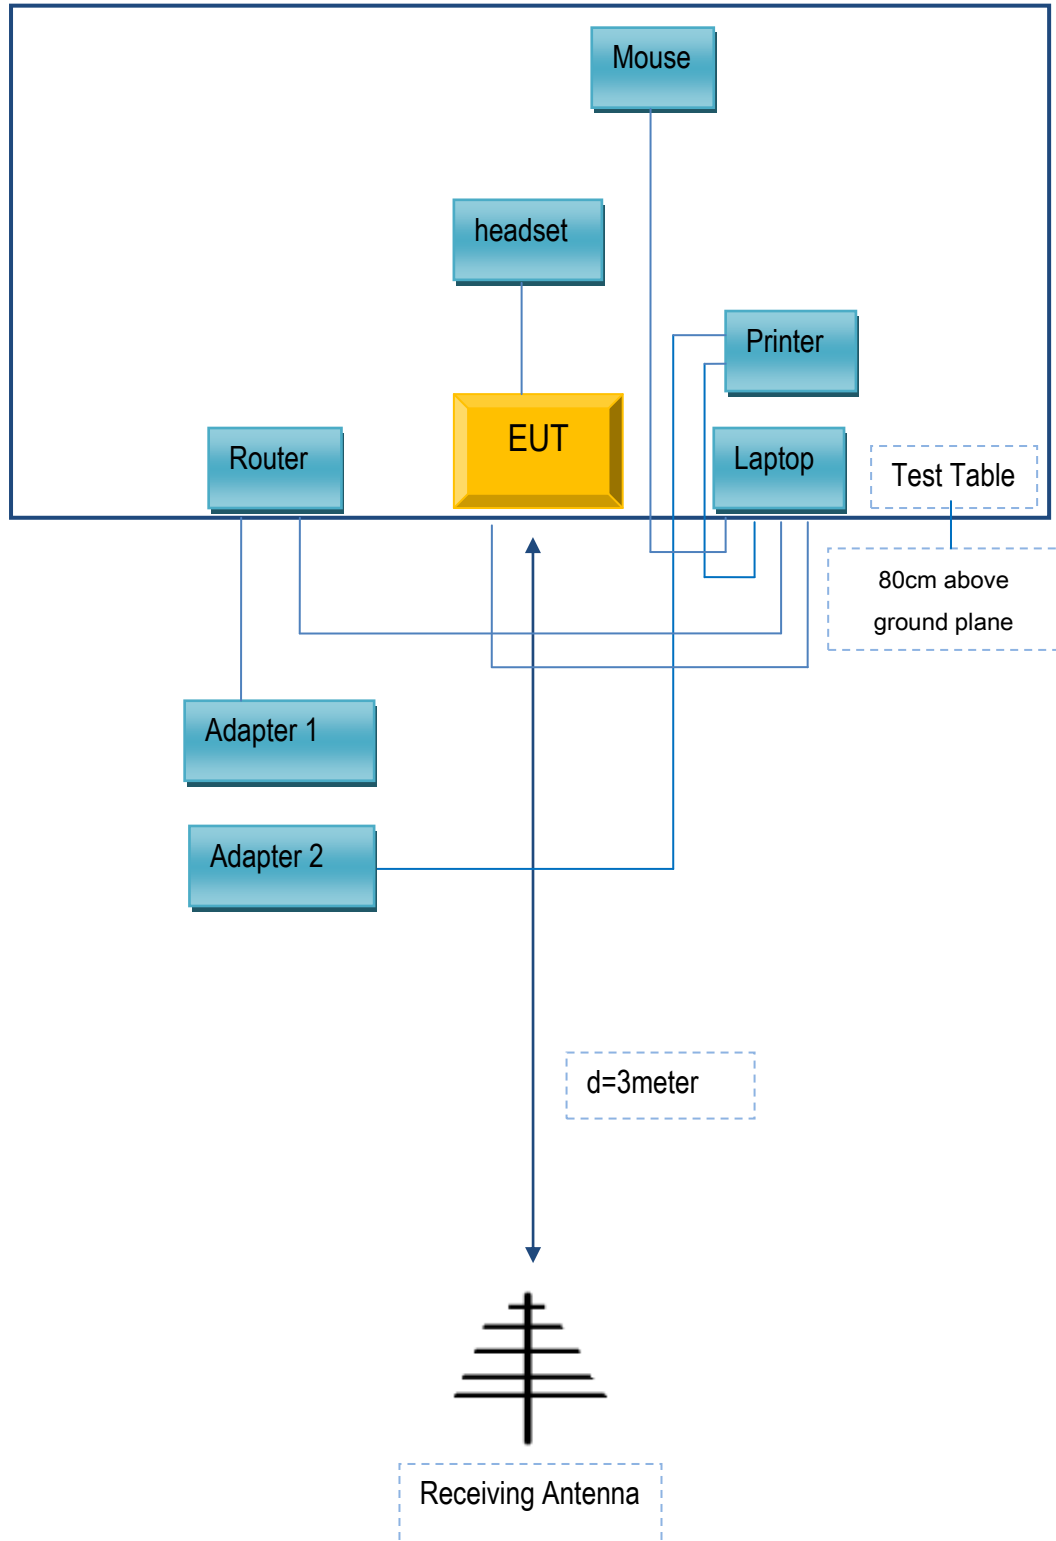 Mouse
headset
Printer
EUT
Router
Laptop
Test Table
80cm above
ground plane
Adapter 1
Adapter 2
d=3meter
Receiving Antenna